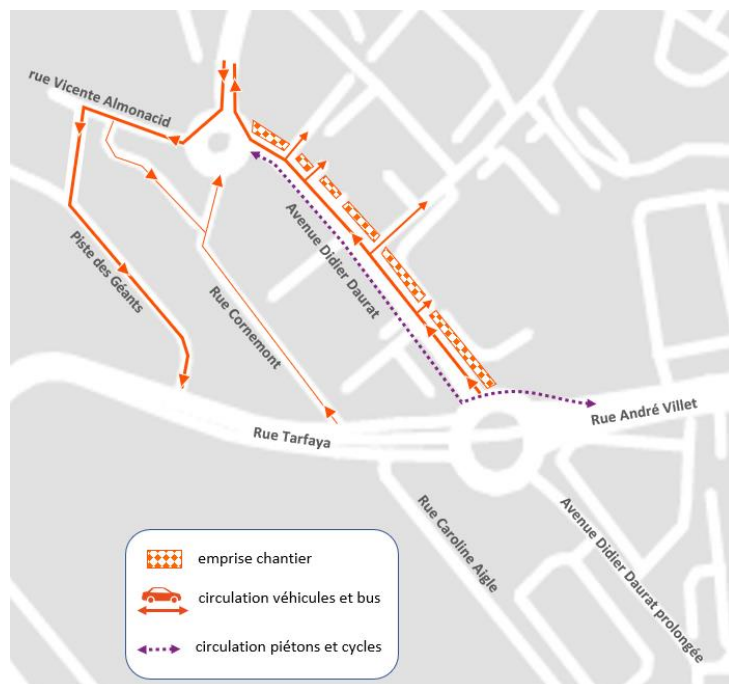 rue Vicente Almonacid
Avenue Didier Daurat
Piste des Géants
Rue Cornemont
Rue André Villet
Rue Tarfaya
Rue Caroline Aigle
Avenue Didier Daurat prolongée
emprise chantier
circulation véhicules et bus
circulation piétons et cycles